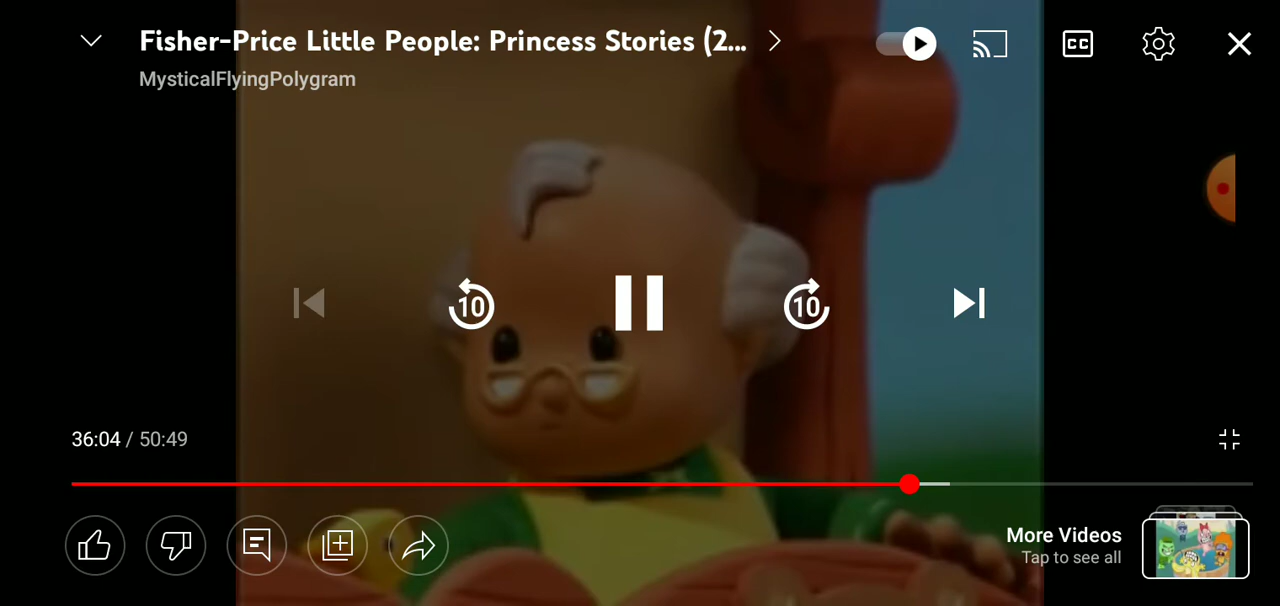 Fisher-Price Little People: Princess Stories (2...
MysticalFlyingPolygram
CC
10
10
36:04 / 50:49
More Videos
Tap to see all